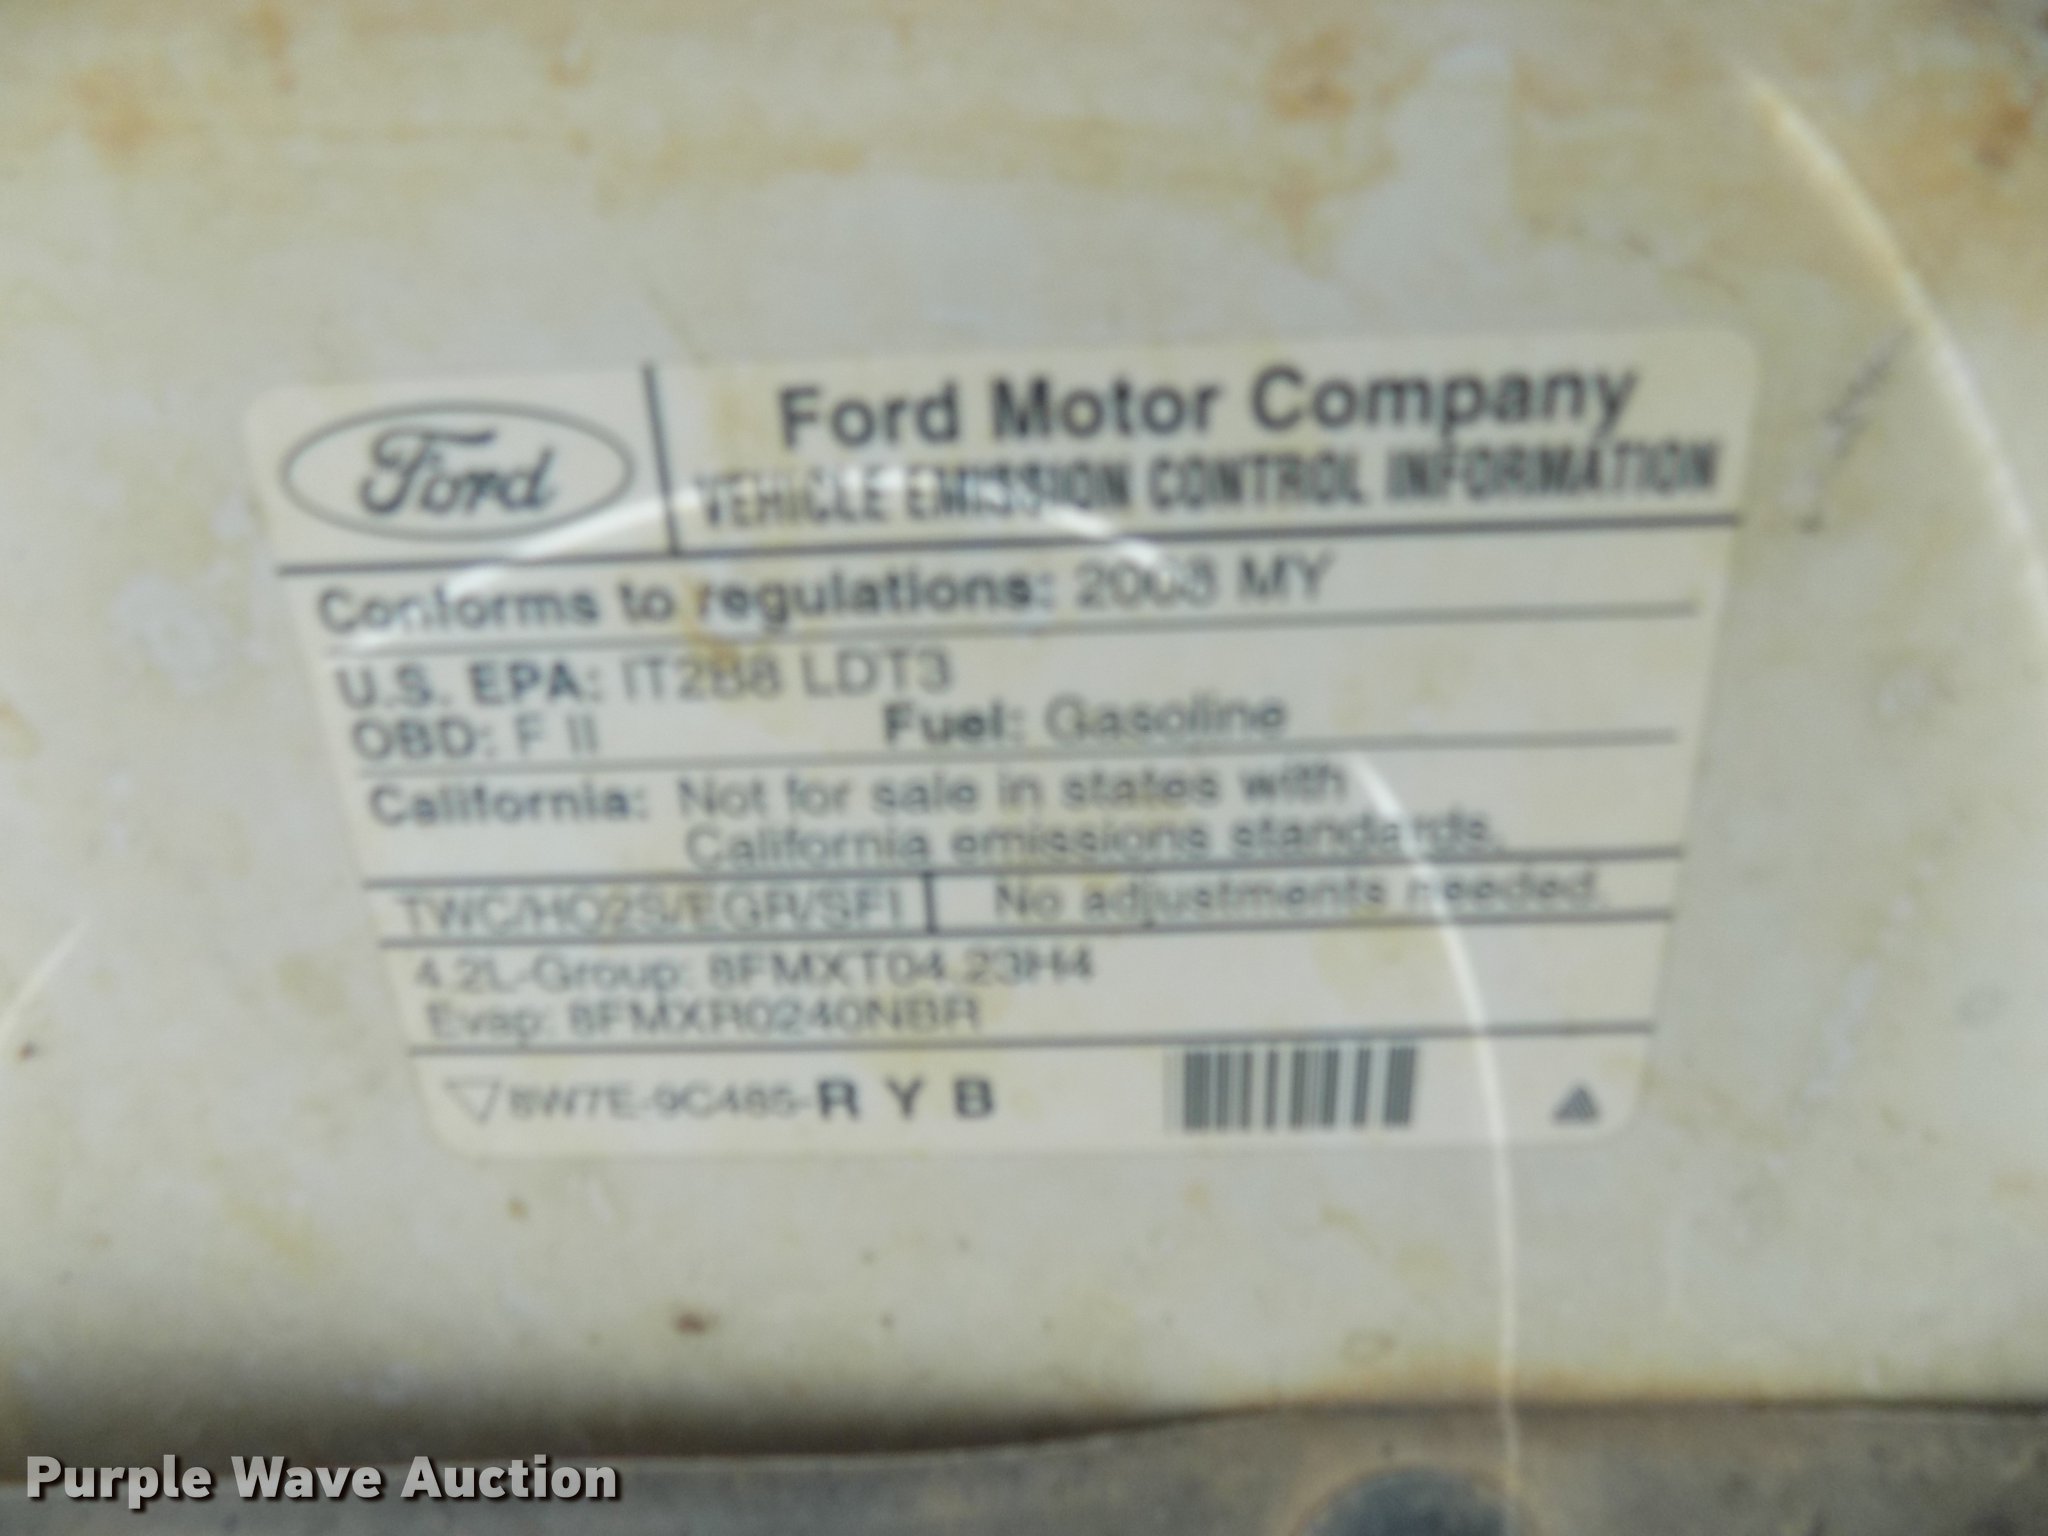 Ford
Ford Motor Company
VEHICLE EMISSION CONTROL INFORMATION
Conforms to regulations: 2008 MY
U.S. EPA: IT2B8 LDT3
OBD: F II Fuel: Gasoline
California: Not for sale in states with
California emissions standards.
TWC/HO2S/EGR/SFI No adjustments needed.
4.2L-Group: 8FMXT04.23H4
Evap: 8FMXR0240NBR
8W7E-9C485-R Y B
Purple Wave Auction